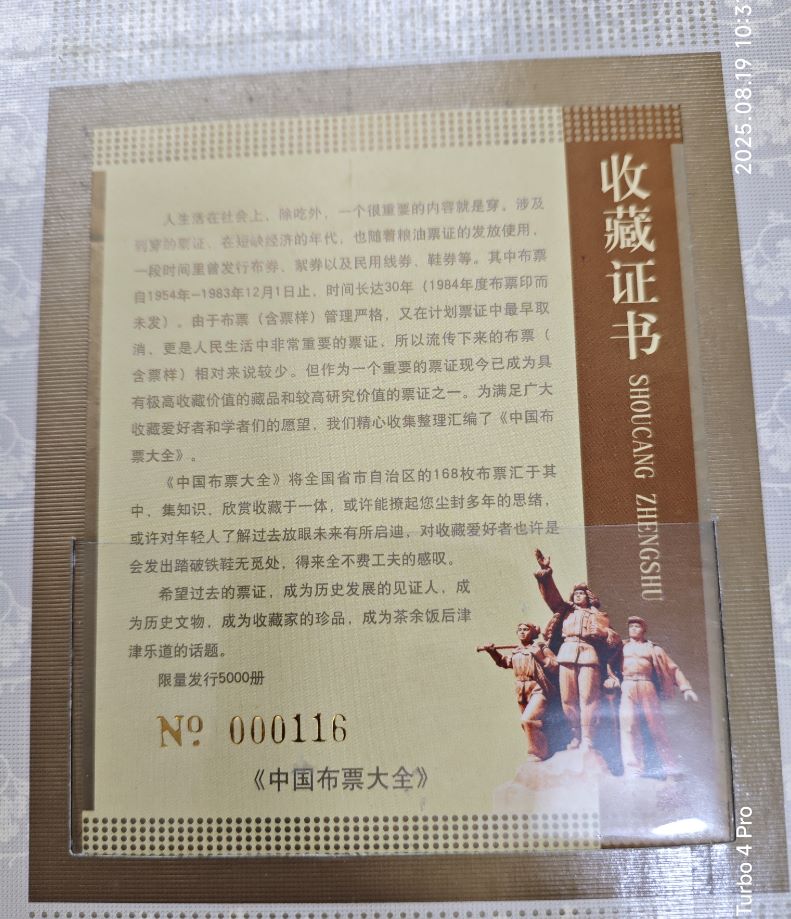 收藏证书
SHOUCANG ZHENGSHU
人生活在社会上，除吃外，一个很重要的内容就是穿。涉及
到穿的票证，在短缺经济的年代，也随着粮油票证的发放使用，
一段时间里曾发行布券、絮券以及民用线券、鞋券等。其中布票
自1954年-1983年12月1日止，时间长达30年（1984年度布票印而
未发）。由于布票（含票样）管理严格，又在计划票证中最早取
消、更是人民生活中非常重要的票证，所以流传下来的布票（
含票样）相对来说较少。但作为一个重要的票证现今已成为具
有极高收藏价值的藏品和较高研究价值的票证之一。为满足广大
收藏爱好者和学者们的愿望，我们精心收集整理汇编了《中国布
票大全》。
《中国布票大全》将全国省市自治区的168枚布票汇于其
中、集知识、欣赏收藏于一体，或许能撩起您尘封多年的思绪，
或许对年轻人了解过去放眼未来有所启迪，对收藏爱好者也许是
会发出踏破铁鞋无觅处，得来全不费工夫的感叹。
希望过去的票证，成为历史发展的见证人，成
为历史文物，成为收藏家的珍品，成为茶余饭后津
津乐道的话题。
限量发行5000册
Nº 000116
《中国布票大全》
2025.08.19 10:3
Turbo 4 Pro